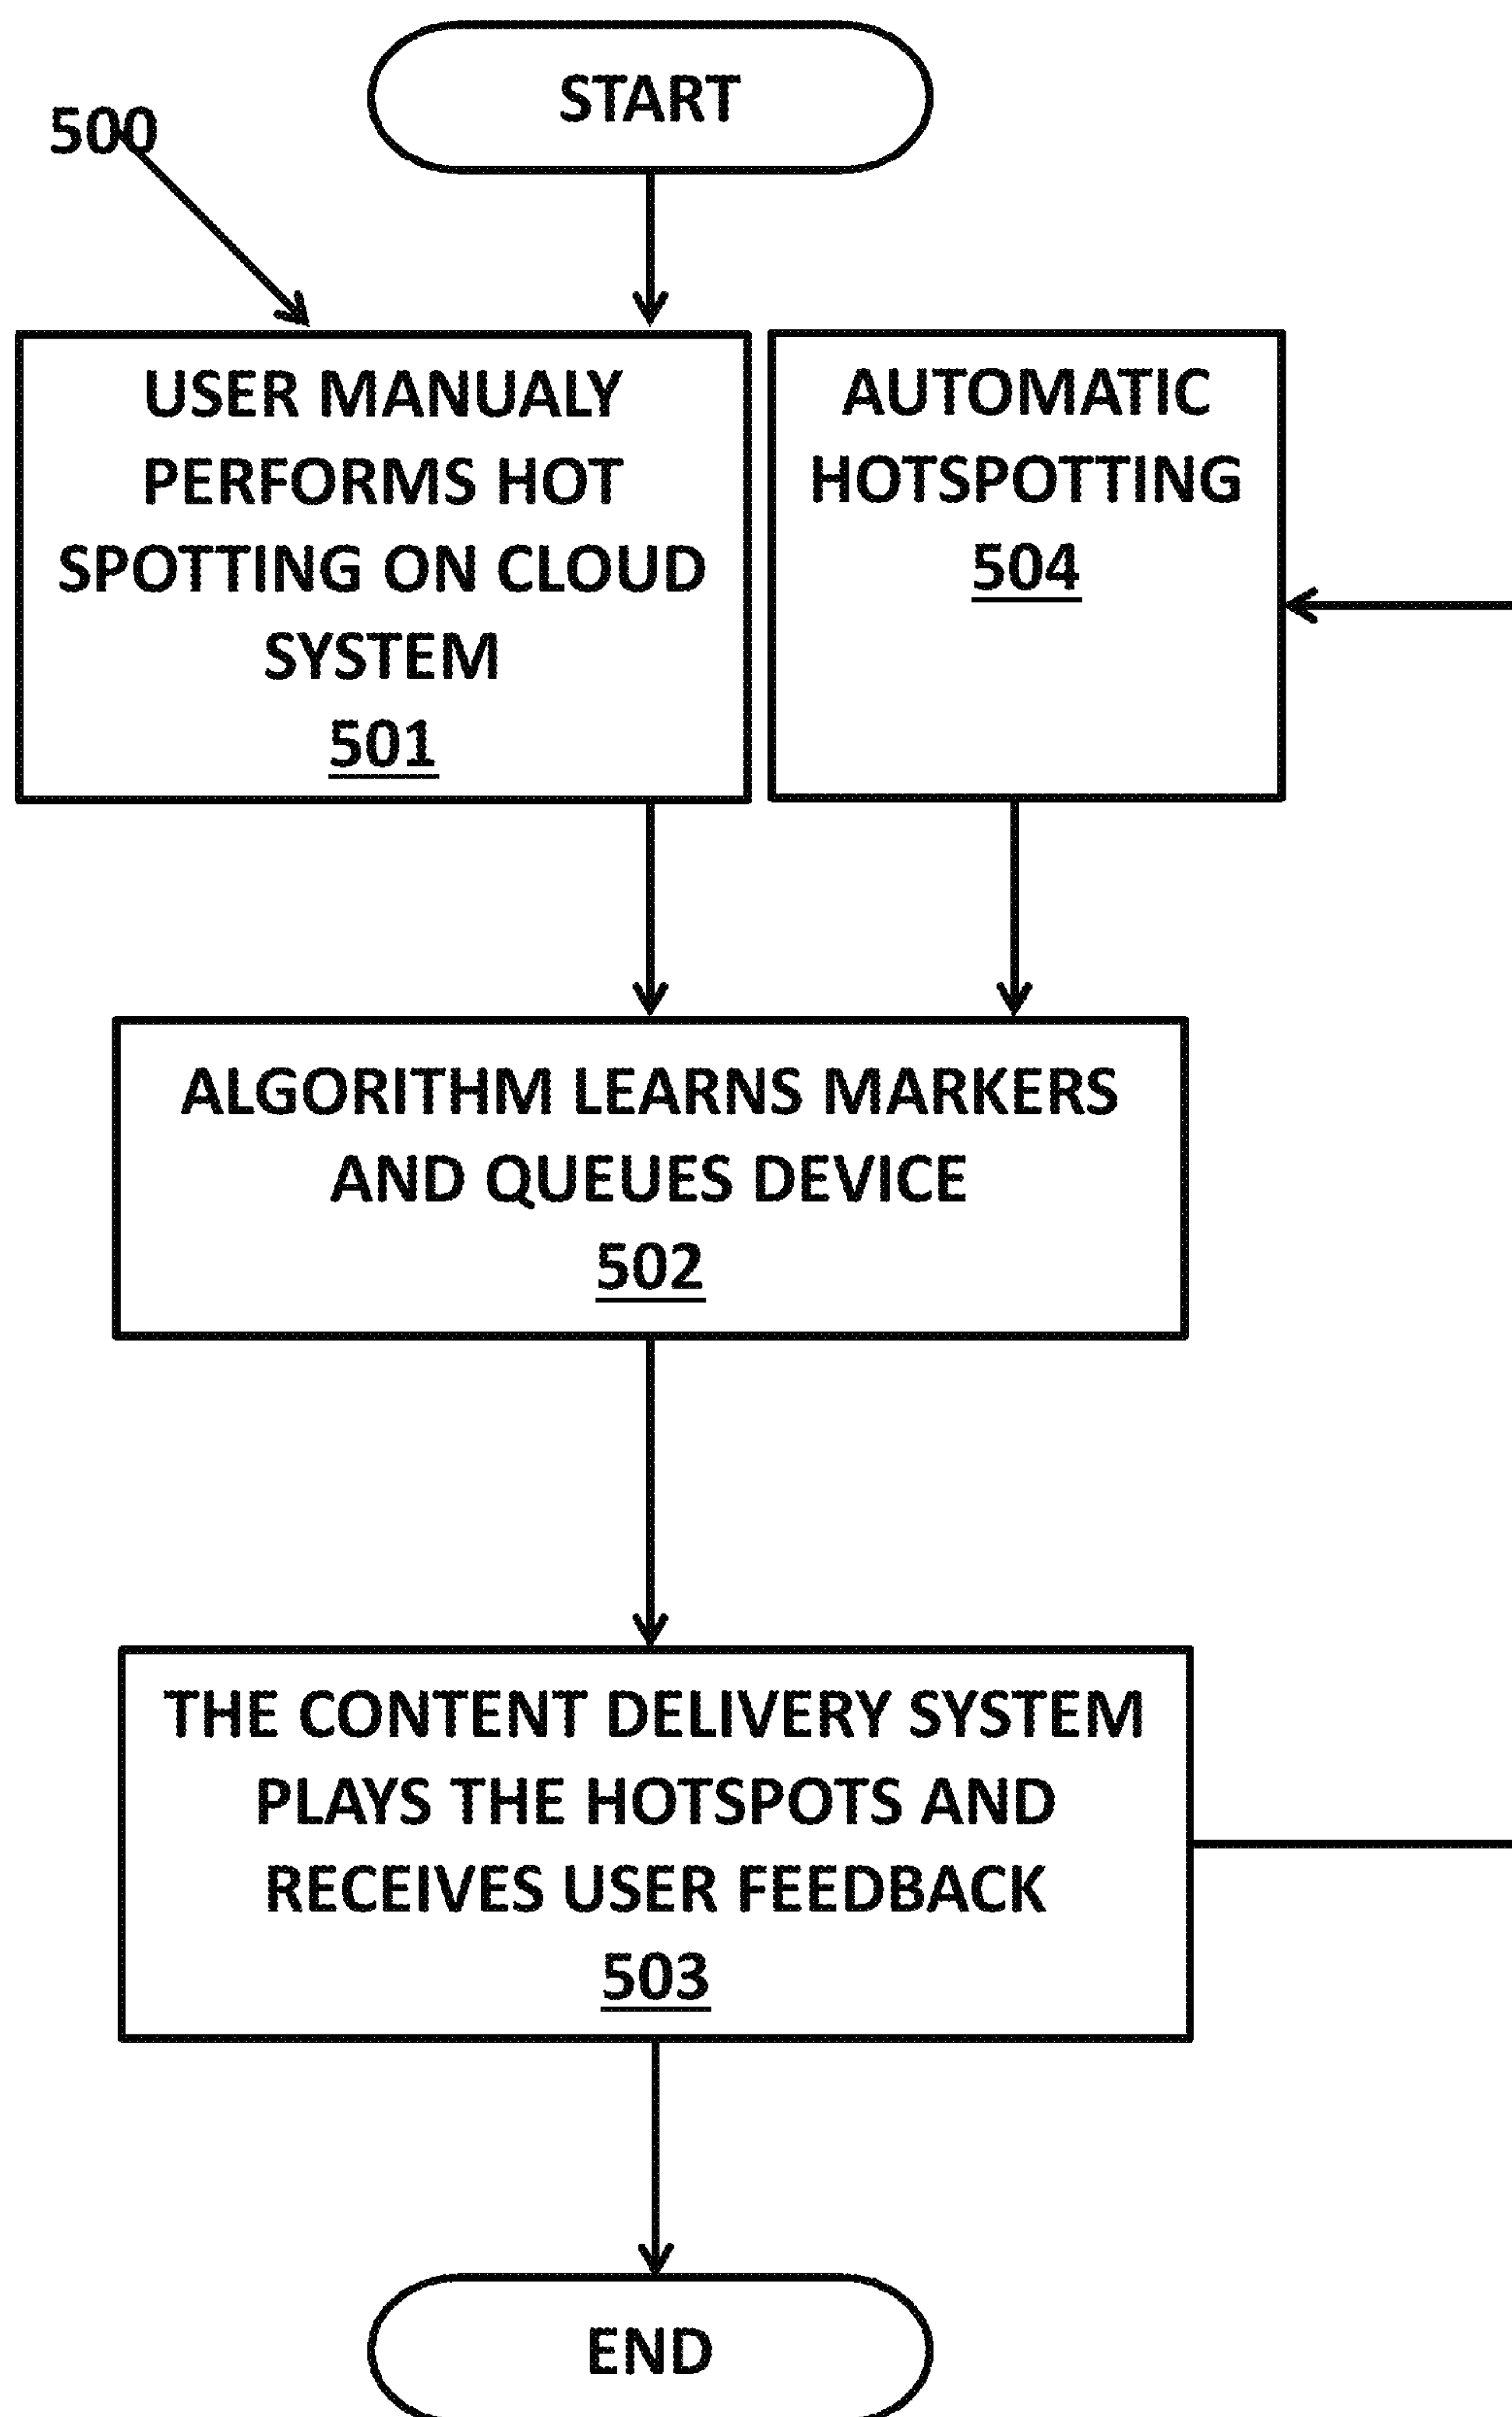 START
500
USER MANUALY
PERFORMS HOT
SPOTTING ON CLOUD
SYSTEM
501
AUTOMATIC
HOTSPOTTING
504
ALGORITHM LEARNS MARKERS
AND QUEUES DEVICE
502
THE CONTENT DELIVERY SYSTEM
PLAYS THE HOTSPOTS AND
RECEIVES USER FEEDBACK
503
END